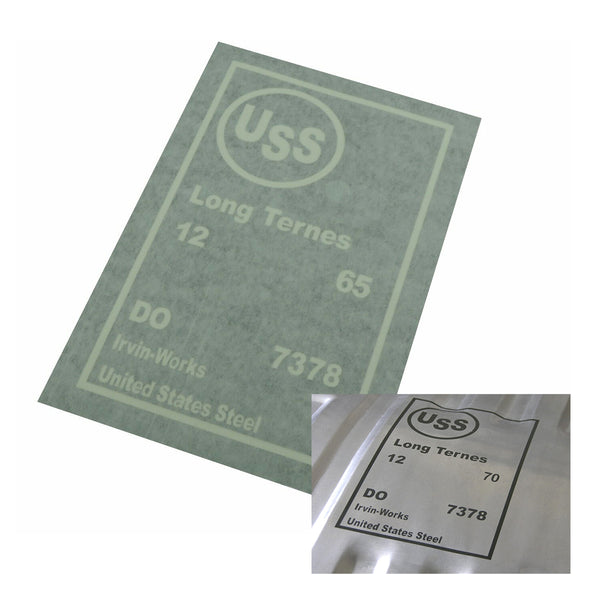 USS
Long Ternes
12
65
DO
7378
Irvin-Works
United States Steel
USS
Long Ternes
12
70
DO
7378
Irvin-Works
United States Steel